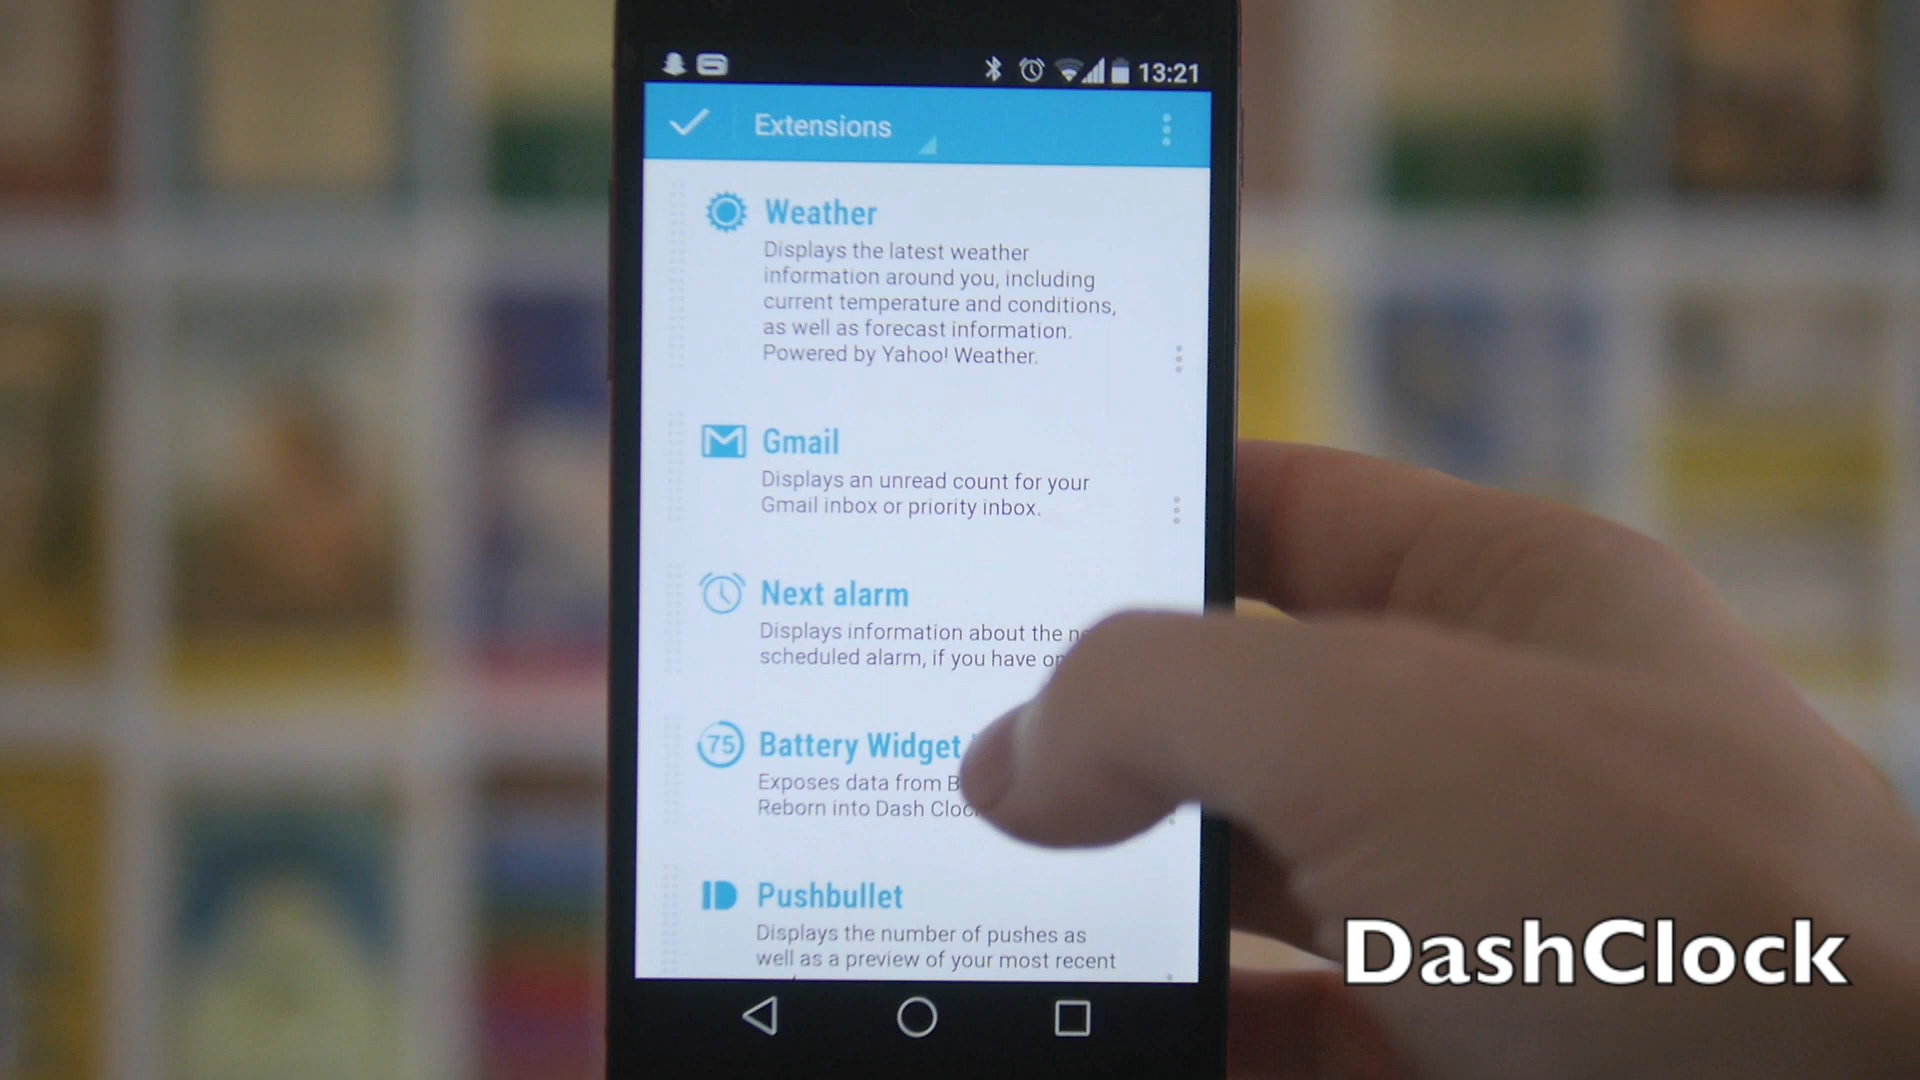 13:21
Extensions
Weather
Displays the latest weather
information around you, including
current temperature and conditions,
as well as forecast information.
Powered by Yahoo! Weather.
Gmail
Displays an unread count for your
Gmail inbox or priority inbox.
Next alarm
Displays information about the
scheduled alarm, if you have
75 Battery Widget
Exposes data from
Reborn into Dash
Pushbullet
Displays the number of pushes as
well as a preview of your most recent
DashClock